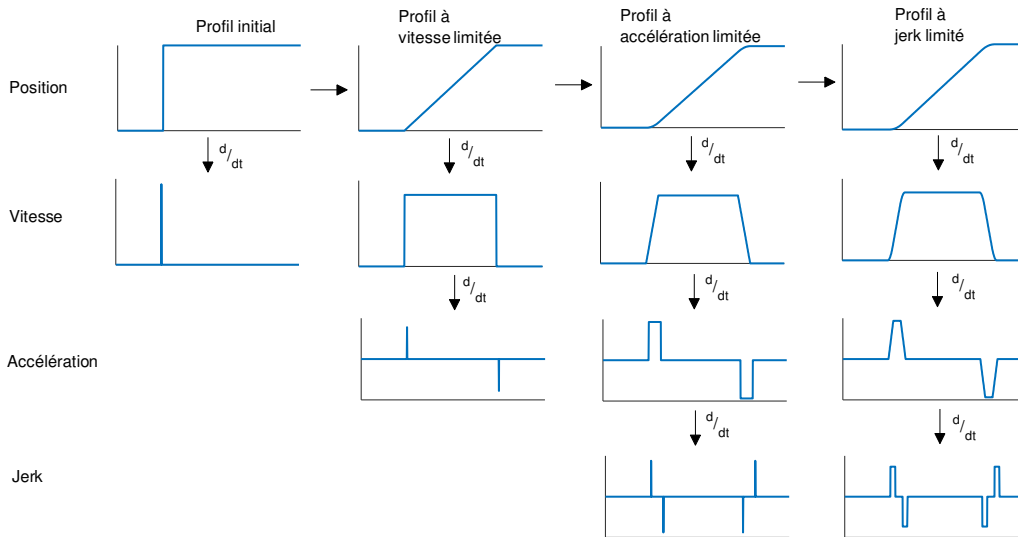 Profil initial
Profil à
vitesse limitée
Profil à
accélération limitée
Profil à
jerk limité
Position
d/dt
d/dt
d/dt
d/dt
Vitesse
d/dt
d/dt
d/dt
Accélération
d/dt
d/dt
Jerk